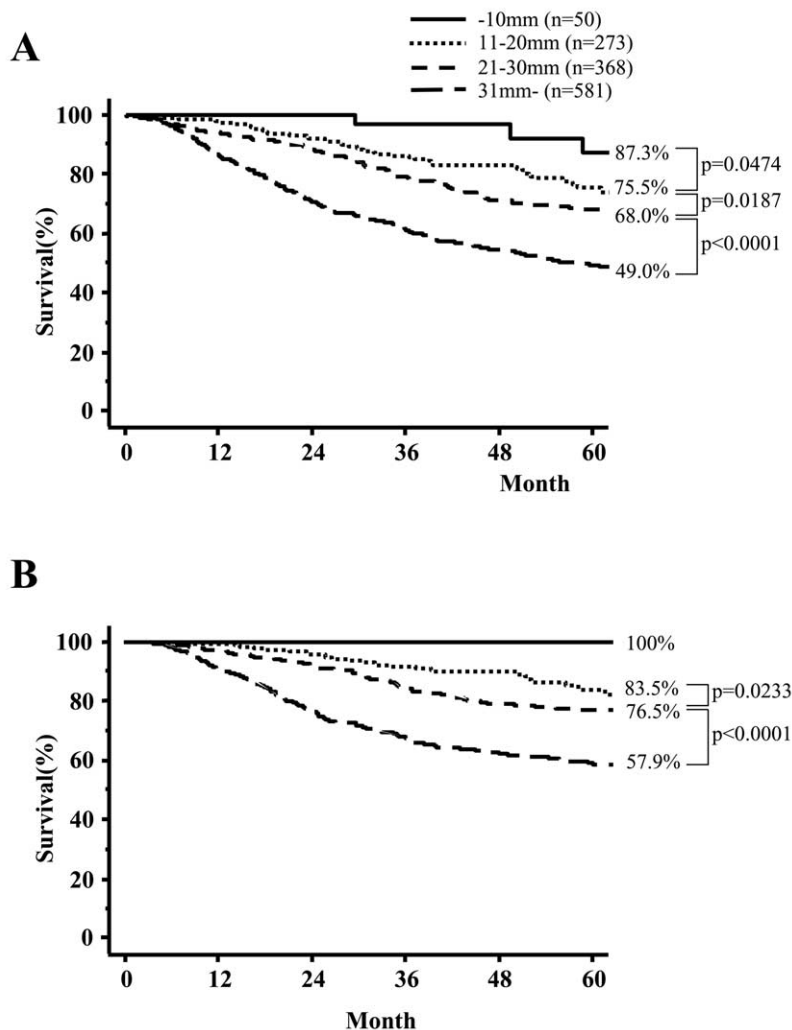 -10mm (n=50)
11-20mm (n=273)
21-30mm (n=368)
31mm- (n=581)
A
100
80
60
40
20
0
Survival(%)
0 12 24 36 48 60
Month
87.3%
75.5%
68.0%
49.0%
p=0.0474
p=0.0187
p<0.0001
B
100
80
60
40
20
0
Survival(%)
0 12 24 36 48 60
Month
100%
83.5%
76.5%
57.9%
p=0.0233
p<0.0001